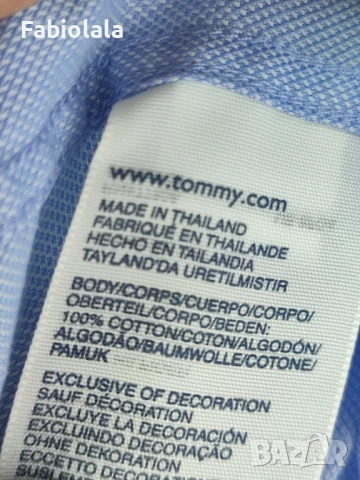 Fabiolala
www.tommy.com
MADE IN THAILAND
FABRIQUÉ EN THAILANDE
HECHO EN TAILANDIA
TAYLAND'DA URETILMISTIR
BODY/CORPS/CUERPO/CORPO/
OBERTEIL/CORPO/BEDEN:
100% COTTON/COTON/ALGODÓN/
ALGODÃO/BAUMWOLLE/COTONE/
PAMUK
EXCLUSIVE OF DECORATION
SAUF DÉCORATION
EXCLUYE LA DECORACIÓN
EXCLUINDO DECORAÇÃO
OHNE DEKORATION
ECCETTO DECORATION
BAZAR